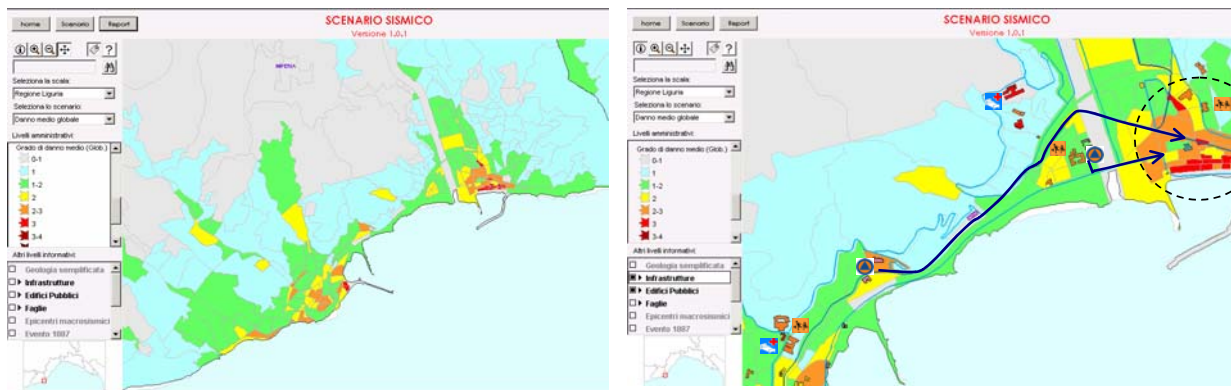 home Scenario Report
SCENARIO SISMICO
Versione 1.0.1
Seleziona la scala:
Regione Liguria
Seleziona lo scenario:
Danno medio globale
Livelli amministrativi:
Grado di danno medio (Glob.)
0-1
1
1-2
2
2-3
3
3-4
Altri livelli informativi:
Geologia semplificata
Infrastrutture
Edifici Pubblici
Faglie
Epicentri macrosismici
Evento 1887
home Scenario Report
SCENARIO SISMICO
Versione 1.0.1
Seleziona la scala:
Regione Liguria
Seleziona lo scenario:
Danno medio globale
Livelli amministrativi:
Grado di danno medio (Glob.)
0-1
1
1-2
2
2-3
3
3-4
Altri livelli informativi:
Geologia semplificata
Infrastrutture
Edifici Pubblici
Faglie
Epicentri macrosismici
Evento 1887